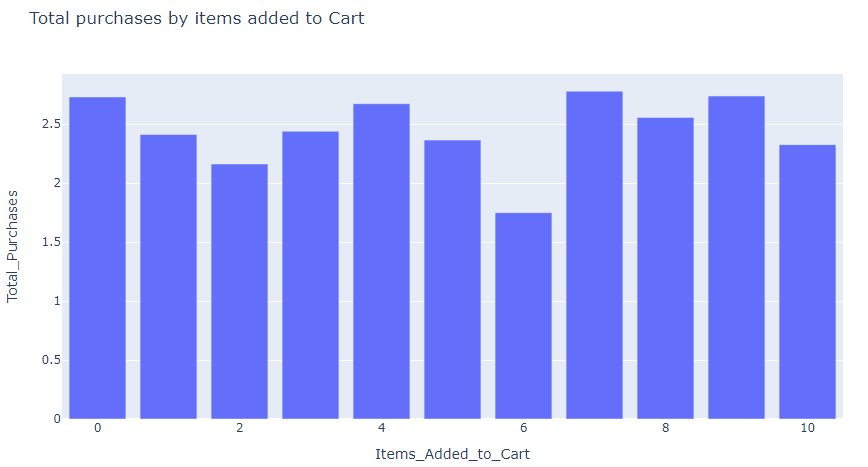 Total purchases by items added to Cart
Total_Purchases
2.5
2
1.5
1
0.5
0
0 2 4 6 8 10
Items_Added_to_Cart